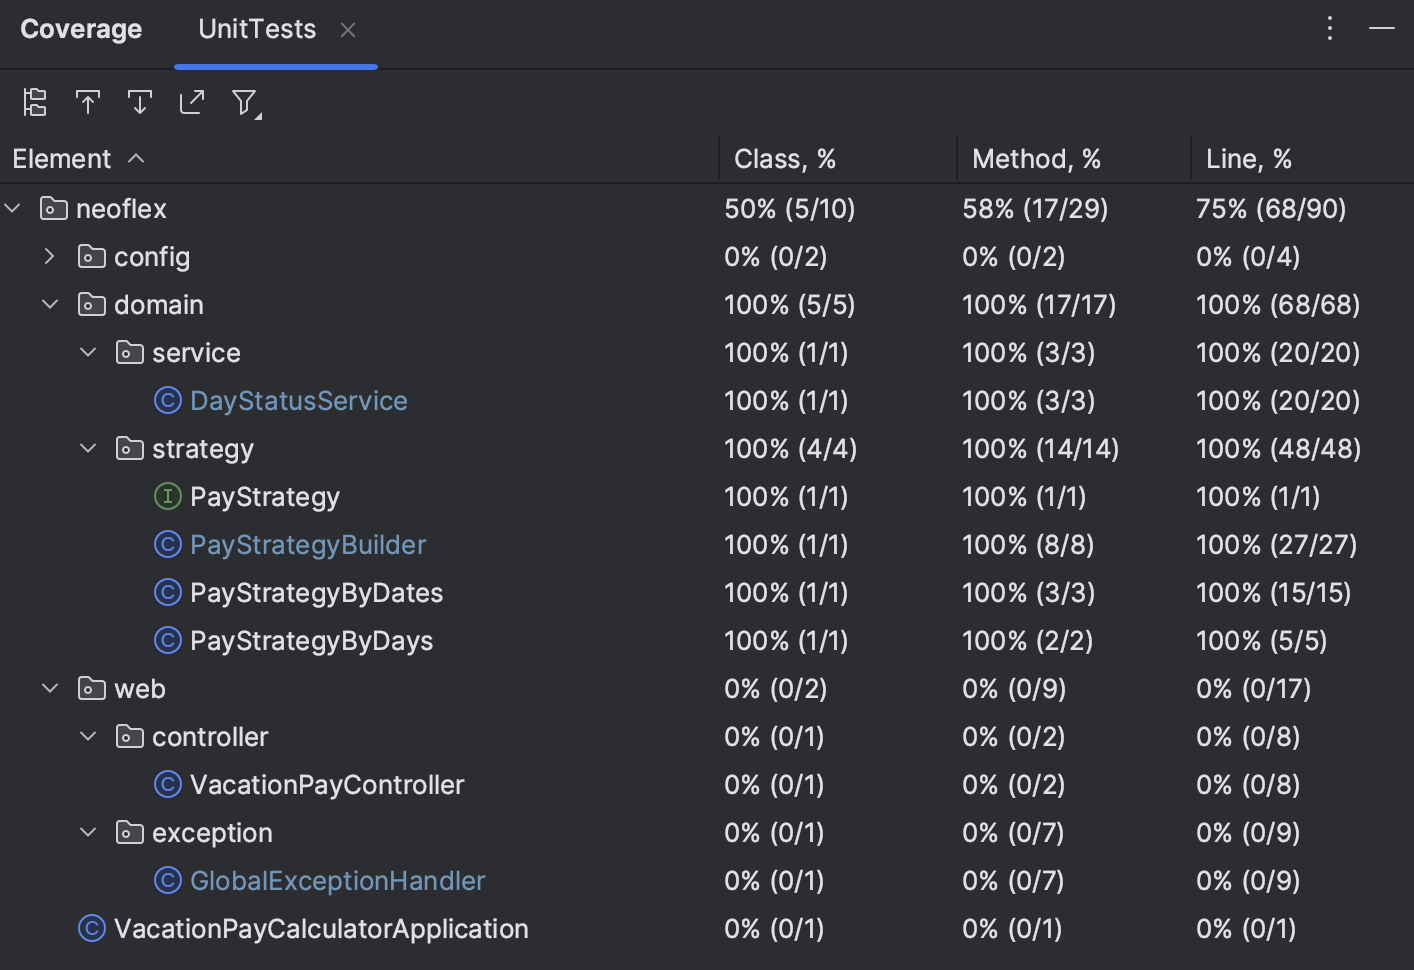 Coverage UnitTests
Element Class, % Method, % Line, %
neoflex 50% (5/10) 58% (17/29) 75% (68/90)
config 0% (0/2) 0% (0/2) 0% (0/4)
domain 100% (5/5) 100% (17/17) 100% (68/68)
service 100% (1/1) 100% (3/3) 100% (20/20)
C DayStatusService 100% (1/1) 100% (3/3) 100% (20/20)
strategy 100% (4/4) 100% (14/14) 100% (48/48)
I PayStrategy 100% (1/1) 100% (1/1) 100% (1/1)
C PayStrategyBuilder 100% (1/1) 100% (8/8) 100% (27/27)
C PayStrategyByDates 100% (1/1) 100% (3/3) 100% (15/15)
C PayStrategyByDays 100% (1/1) 100% (2/2) 100% (5/5)
web 0% (0/2) 0% (0/9) 0% (0/17)
controller 0% (0/1) 0% (0/2) 0% (0/8)
C VacationPayController 0% (0/1) 0% (0/2) 0% (0/8)
exception 0% (0/1) 0% (0/7) 0% (0/9)
C GlobalExceptionHandler 0% (0/1) 0% (0/7) 0% (0/9)
C VacationPayCalculatorApplication 0% (0/1) 0% (0/1) 0% (0/1)